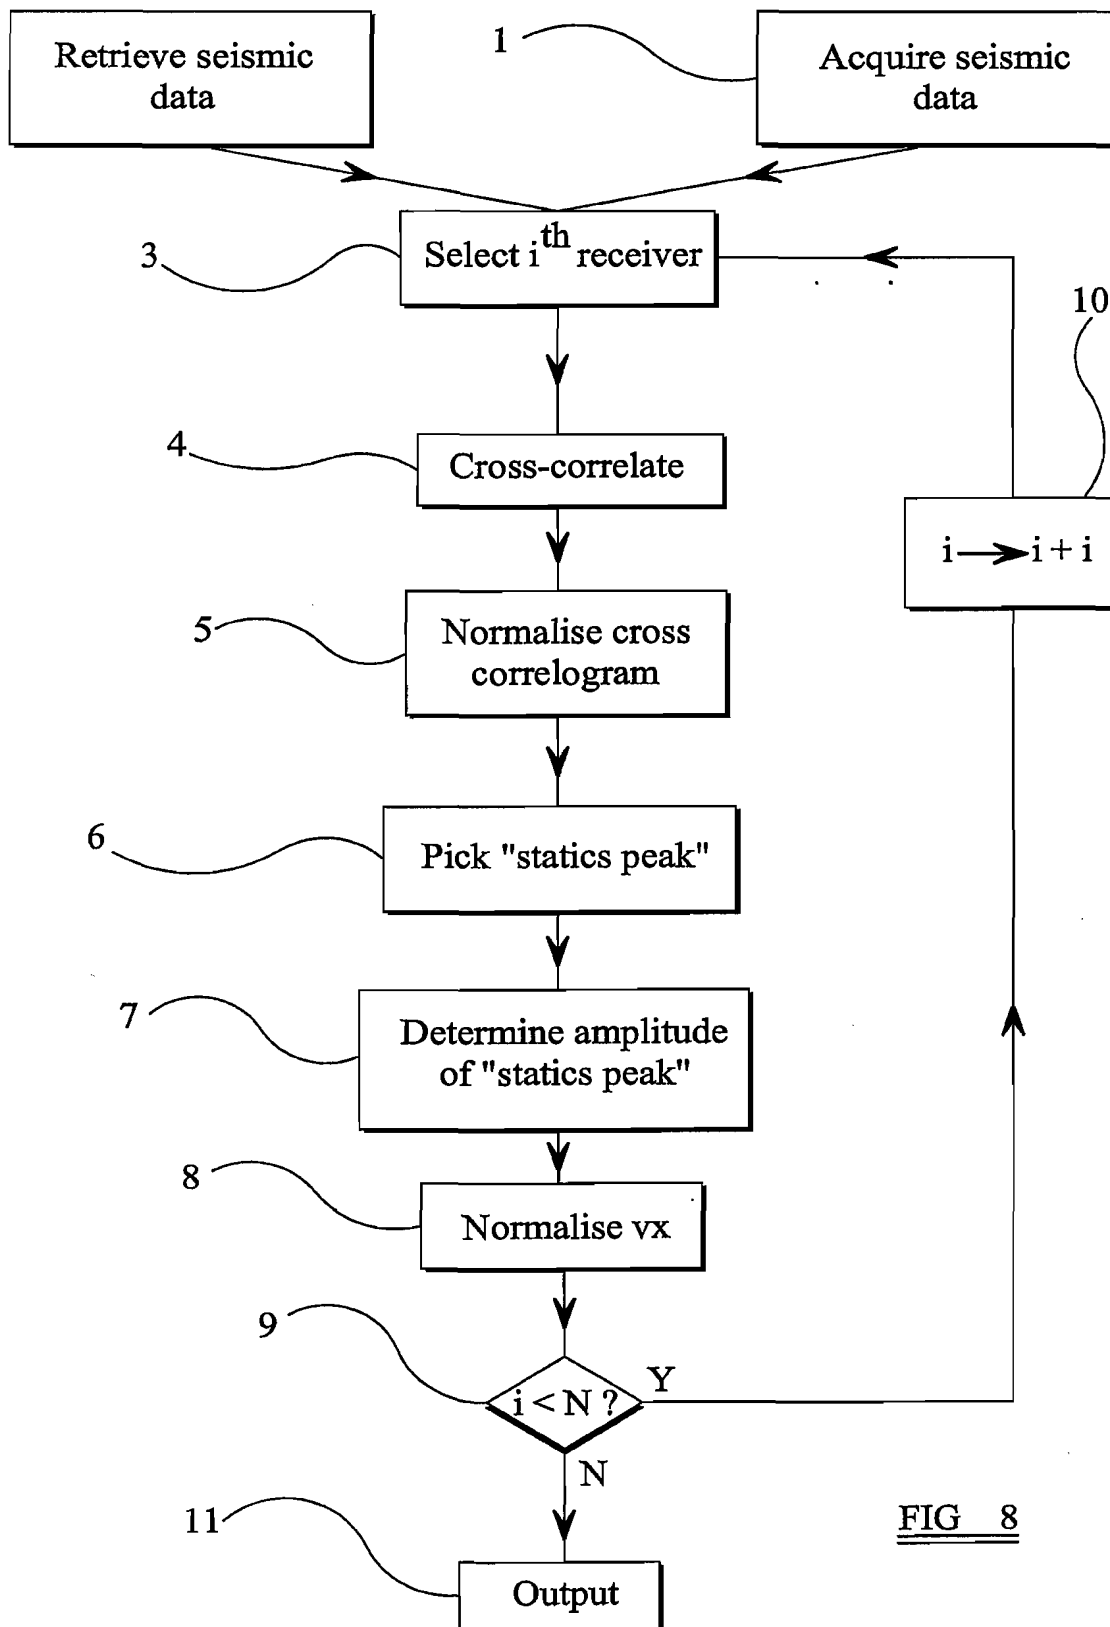 Retrieve seismic
data
1
Acquire seismic
data
3
Select i^th receiver
10
4
Cross-correlate
i → i + i
5
Normalise cross
correlogram
6
Pick "statics peak"
7
Determine amplitude
of "statics peak"
8
Normalise vx
9
i < N ?
Y
N
11
Output
FIG 8